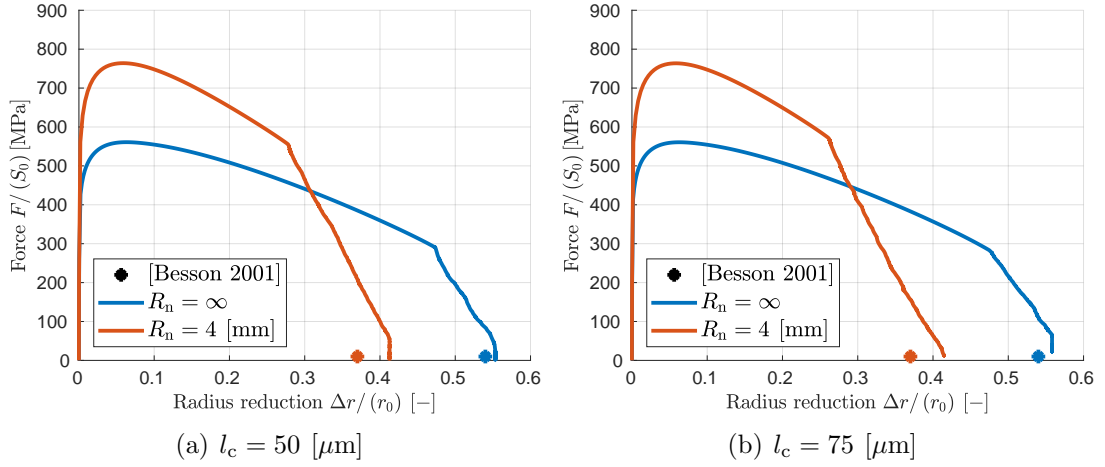 900
800
700
600
500
400
300
200
100
0
Force F/(S₀) [MPa]
[Besson 2001]
Rₙ = ∞
Rₙ = 4 [mm]
0 0.1 0.2 0.3 0.4 0.5 0.6
Radius reduction Δr/(r₀) [−]
(a) l_c = 50 [μm]
900
800
700
600
500
400
300
200
100
0
Force F/(S₀) [MPa]
[Besson 2001]
Rₙ = ∞
Rₙ = 4 [mm]
0 0.1 0.2 0.3 0.4 0.5 0.6
Radius reduction Δr/(r₀) [−]
(b) l_c = 75 [μm]